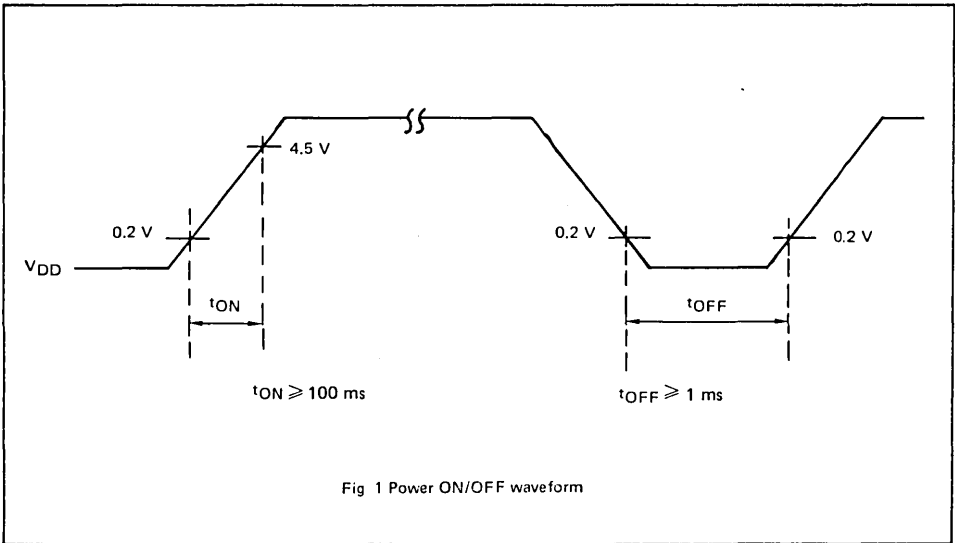 4.5 V
0.2 V
0.2 V
0.2 V
VDD
tON
tOFF
tON ≥ 100 ms
tOFF ≥ 1 ms
Fig 1 Power ON/OFF waveform